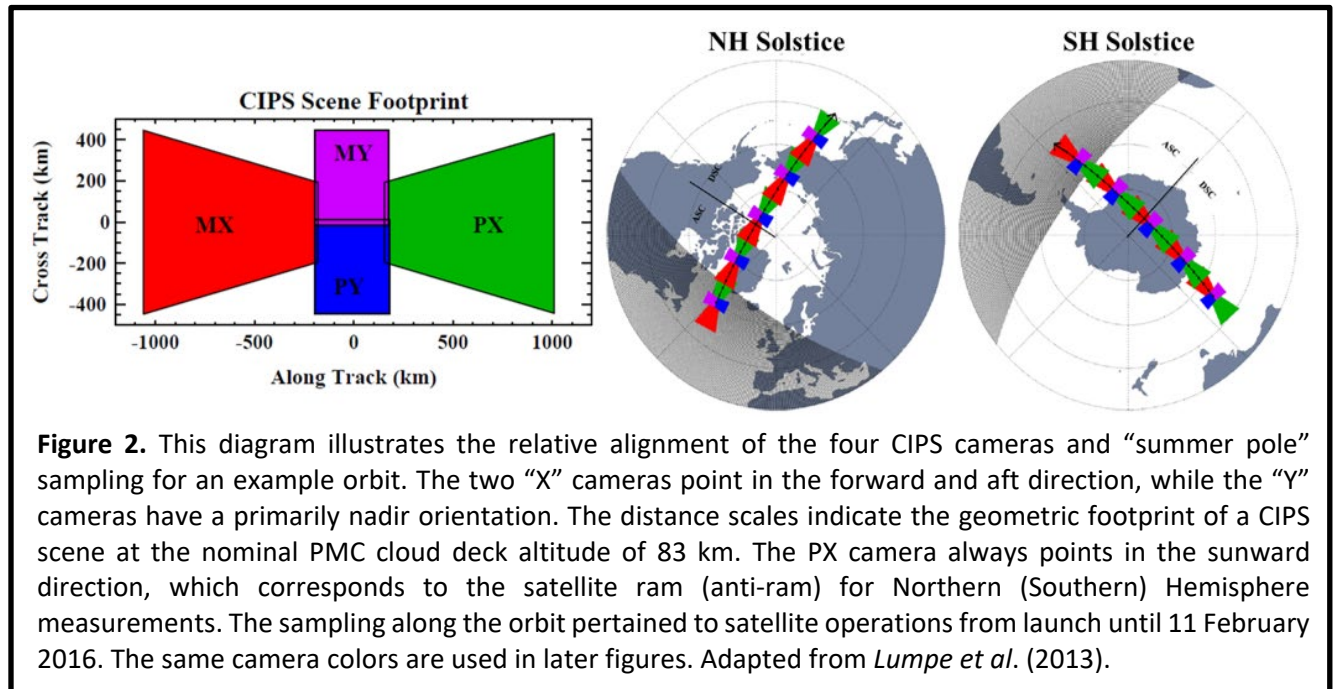 NH Solstice
SH Solstice
CIPS Scene Footprint
Cross Track (km)
400
200
0
-200
-400
MX
MY
PY
PX
-1000
-500
0
500
1000
Along Track (km)
DSC
ASC
ASC
DSC
Figure 2. This diagram illustrates the relative alignment of the four CIPS cameras and “summer pole”
sampling for an example orbit. The two “X” cameras point in the forward and aft direction, while the “Y”
cameras have a primarily nadir orientation. The distance scales indicate the geometric footprint of a CIPS
scene at the nominal PMC cloud deck altitude of 83 km. The PX camera always points in the sunward
direction, which corresponds to the satellite ram (anti-ram) for Northern (Southern) Hemisphere
measurements. The sampling along the orbit pertained to satellite operations from launch until 11 February
2016. The same camera colors are used in later figures. Adapted from Lumpe et al. (2013).